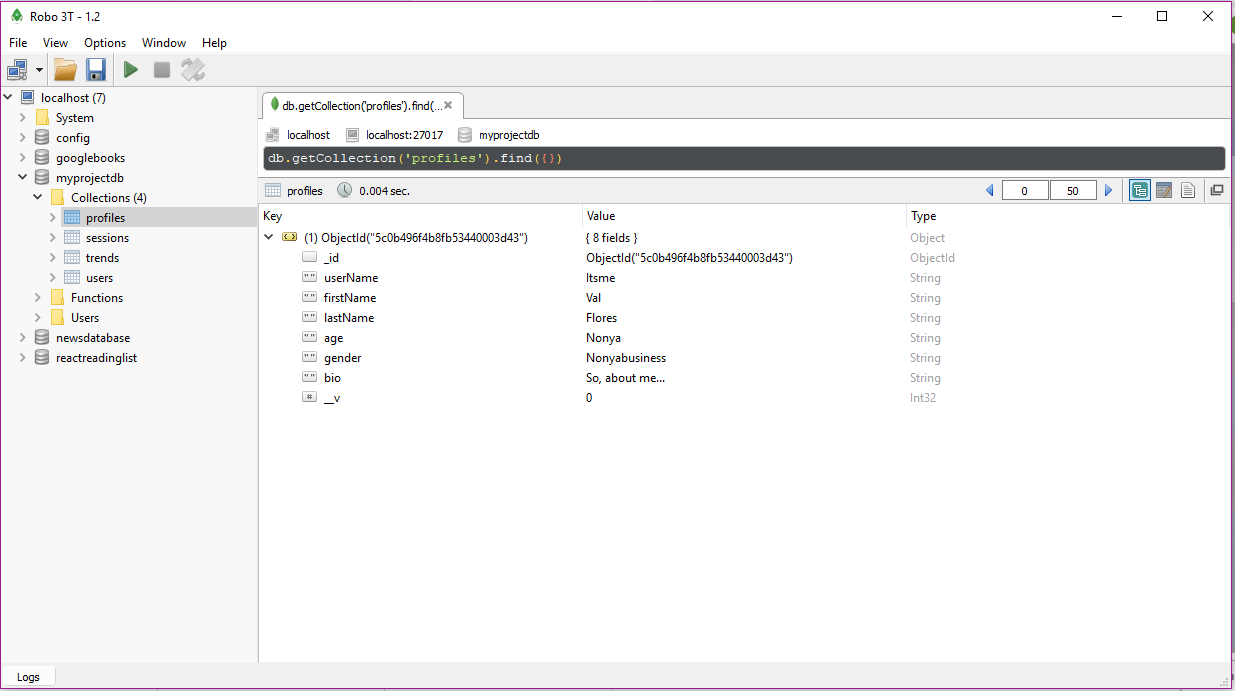 Robo 3T - 1.2
File View Options Window Help
localhost (7)
System
config
googlebooks
myprojectdb
Collections (4)
profiles
sessions
trends
users
Functions
Users
newsdatabase
reactreadinglist
db.getCollection('profiles').find(...
localhost localhost:27017 myprojectdb
db.getCollection('profiles').find({})
profiles 0.004 sec. 0 50
Key Value Type
(1) ObjectId("5c0b496f4b8fb53440003d43") { 8 fields } Object
_id ObjectId("5c0b496f4b8fb53440003d43") ObjectId
userName Itsme String
firstName Val String
lastName Flores String
age Nonya String
gender Nonyabusiness String
bio So, about me... String
__v 0 Int32
Logs